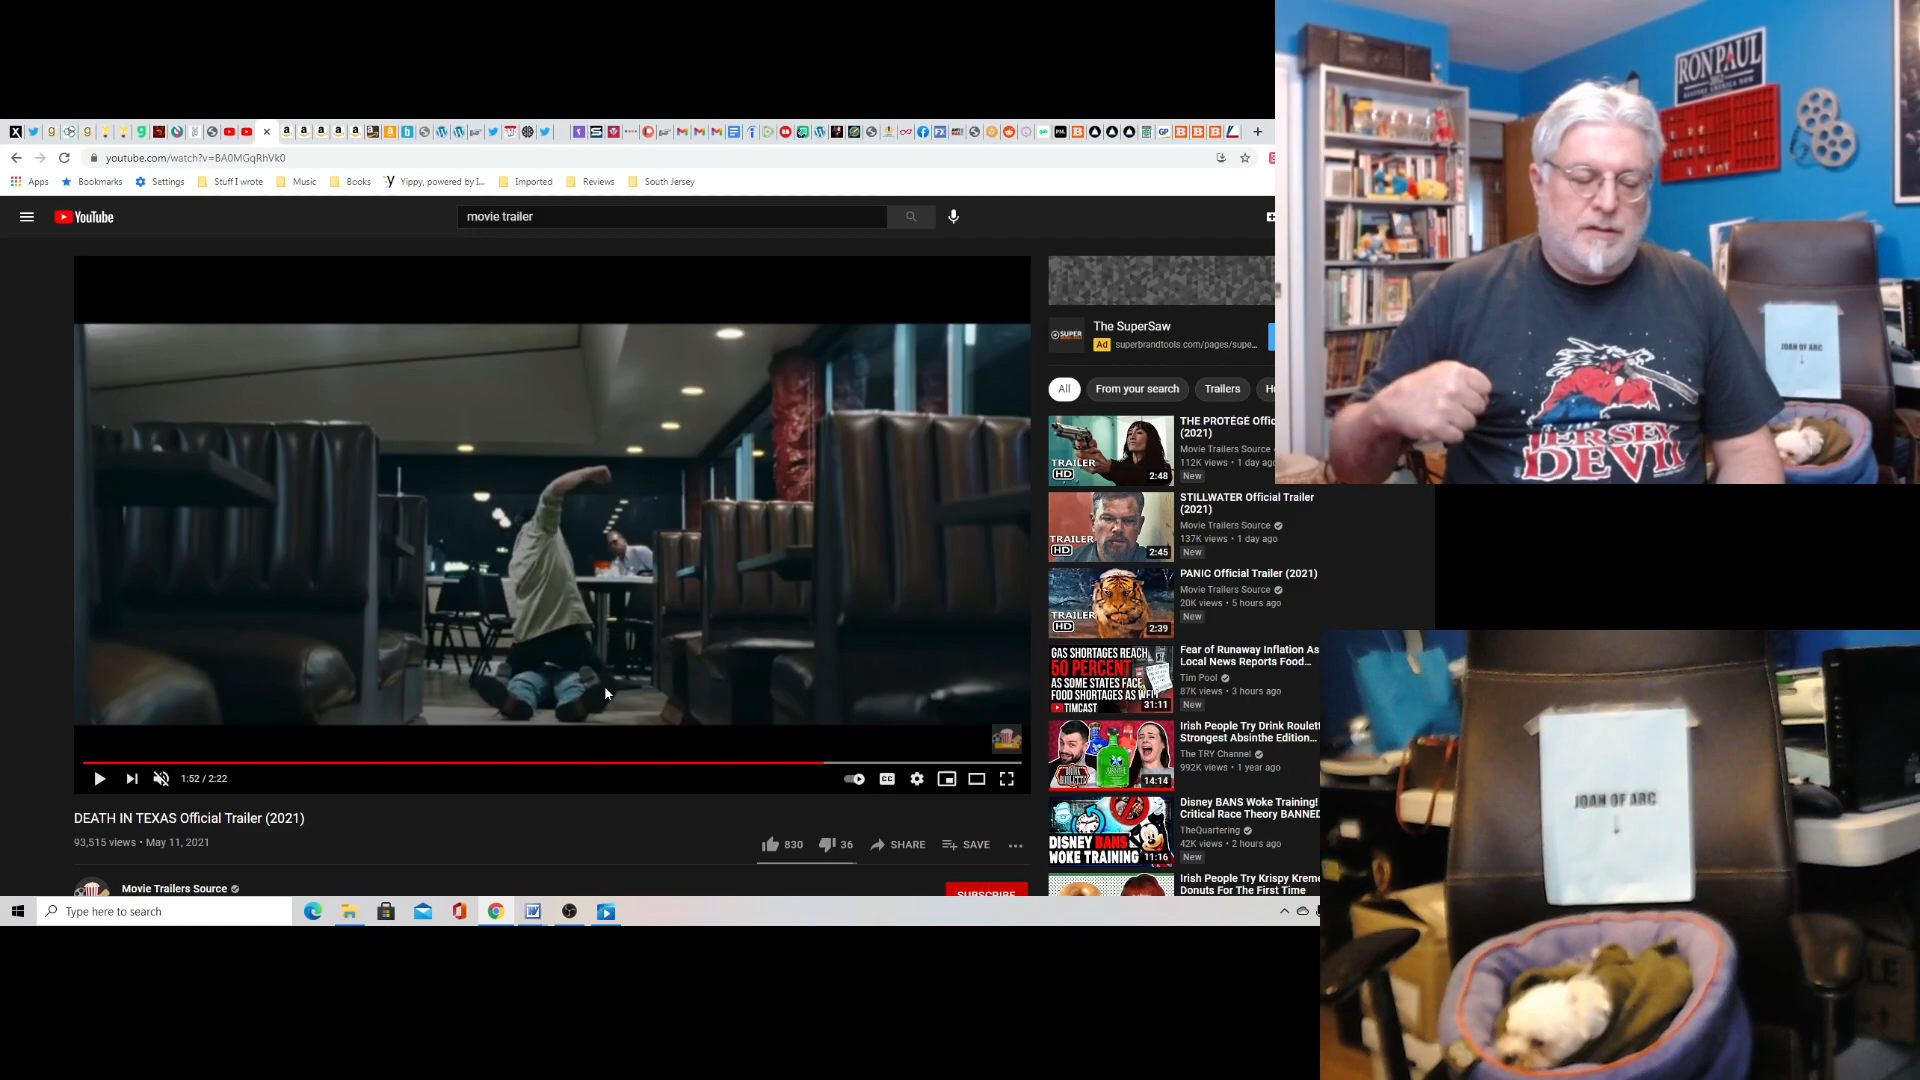 RON PAUL
youtube.com/watch?v=BA0MGqRhVk0
Apps Bookmarks Settings Stuff I wrote Music Books Yippy, powered by I... Imported Reviews South Jersey
YouTube
movie trailer
The SuperSaw
Ad superbrandtools.com/pages/supe...
All From your search Trailers
JOAN OF ARC
JERSEY
DEVIL
THE PROTÉGÉ Offic
(2021)
Movie Trailers Source
112K views • 1 day ag
New
TRAILER
HD
2:48
STILLWATER Official Trailer
(2021)
Movie Trailers Source
137K views • 1 day ago
New
TRAILER
HD
2:45
PANIC Official Trailer (2021)
Movie Trailers Source
20K views • 5 hours ago
New
TRAILER
HD
2:39
Fear of Runaway Inflation As
Local News Reports Food...
Tim Pool
87K views • 3 hours ago
New
GAS SHORTAGES REACH
50 PERCENT
AS SOME STATES FACE
FOOD SHORTAGES AS WELL
TIMCAST
31:11
Irish People Try Drink Roulett
Strongest Absinthe Edition...
The TRY Channel
992K views • 1 year ago
14:14
Disney BANS Woke Training!
Critical Race Theory BANNED
TheQuartering
42K views • 2 hours ago
New
DISNEY BANS
WOKE TRAINING
11:16
Irish People Try Krispy Kreme
Donuts For The First Time
1:52 / 2:22
DEATH IN TEXAS Official Trailer (2021)
93,515 views • May 11, 2021
830 36 SHARE SAVE
Movie Trailers Source
SUBSCRIBE
Type here to search
JOAN OF ARC